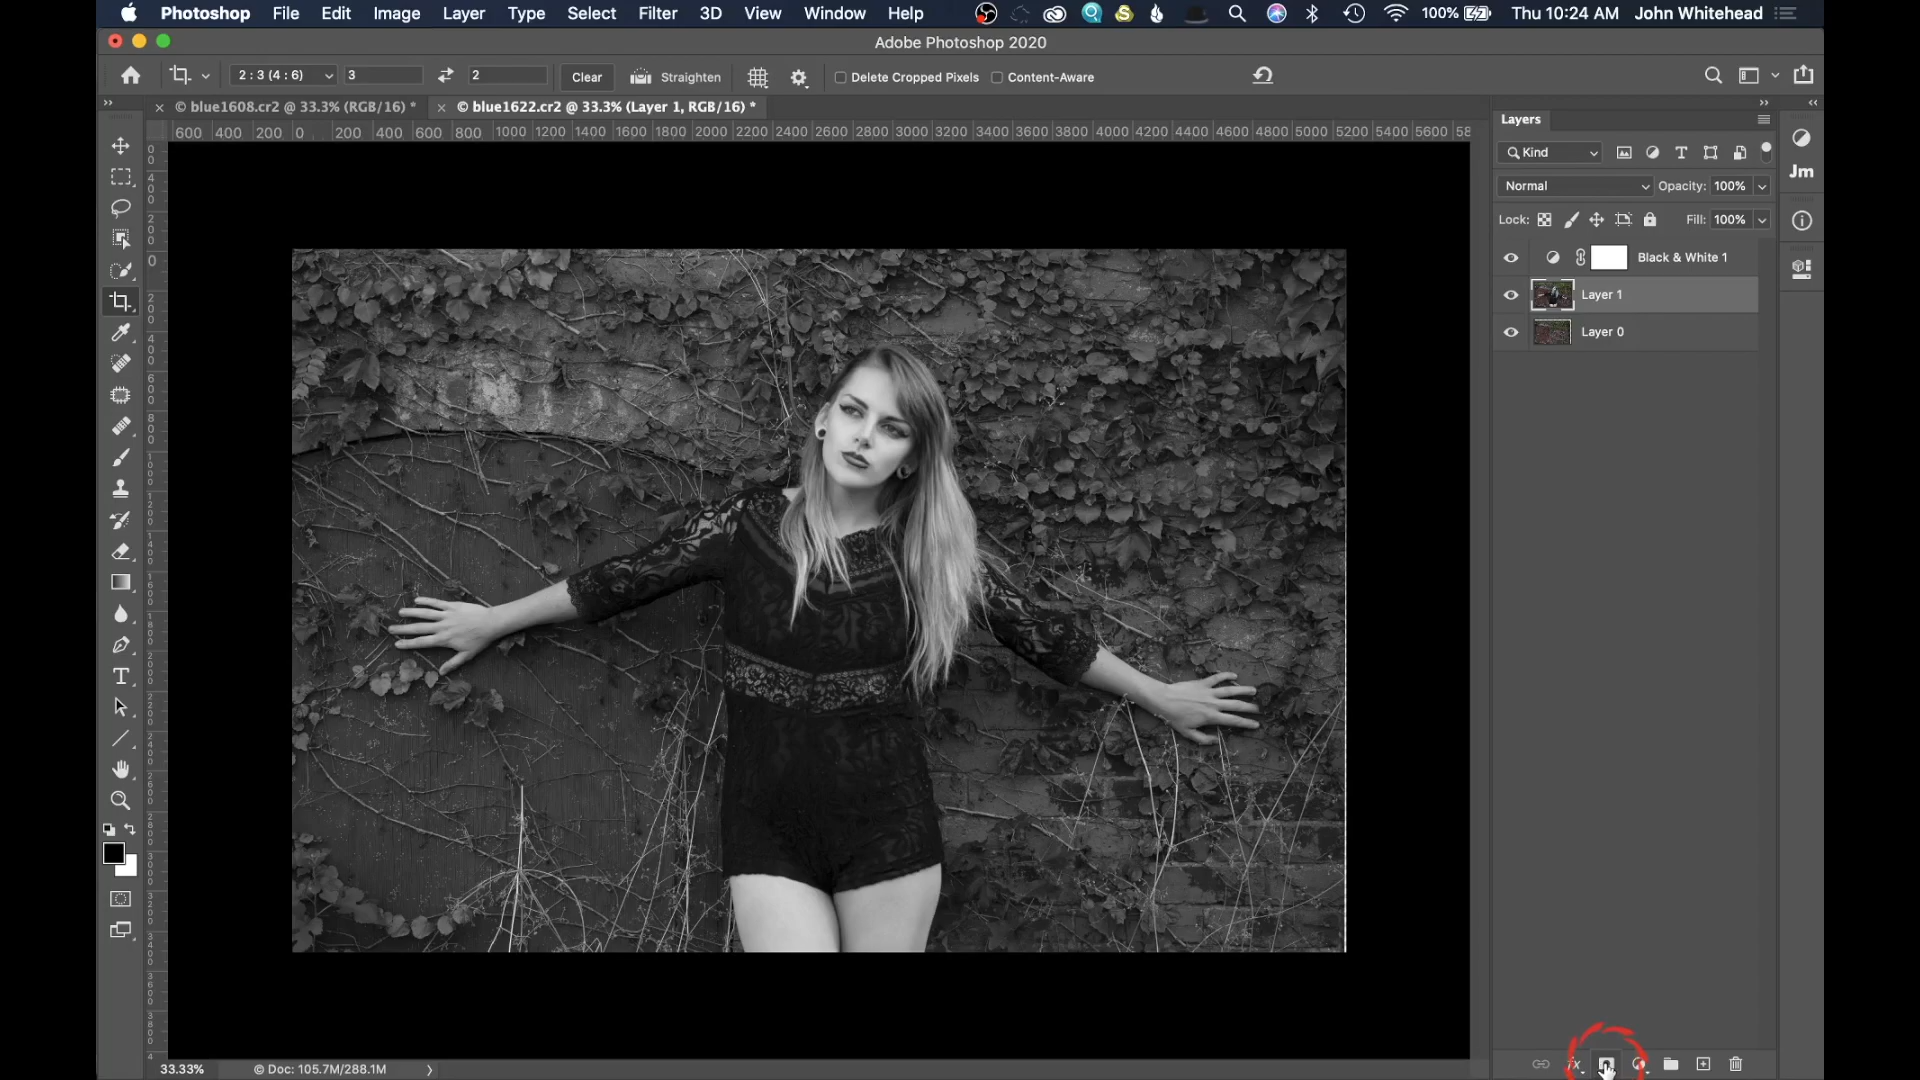 Photoshop File Edit Image Layer Type Select Filter 3D View Window Help 100% Thu 10:24 AM John Whitehead
Adobe Photoshop 2020
2 : 3 (4 : 6) 3 2 Clear Straighten Delete Cropped Pixels Content-Aware
© blue1608.cr2 @ 33.3% (RGB/16) * © blue1622.cr2 @ 33.3% (Layer 1, RGB/16) *
600 400 200 0 200 400 600 800 1000 1200 1400 1600 1800 2000 2200 2400 2600 2800 3000 3200 3400 3600 3800 4000 4200 4400 4600 4800 5000 5200 5400 5600 58
Layers
Kind
Normal Opacity: 100%
Lock: Fill: 100%
Black & White 1
Layer 1
Layer 0
Jm
fx
33.33% © Doc: 105.7M/288.1M